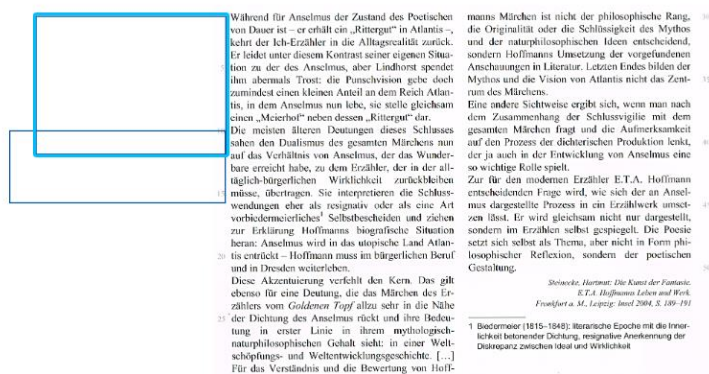 Während für Anselmus der Zustand des Poetischen
von Dauer ist – er erhält ein „Rittergut" in Atlantis –,
kehrt der Ich-Erzähler in die Alltagsrealität zurück.
Er leidet unter diesem Kontrast seiner eigenen Situa-
5 tion zu der des Anselmus, aber Lindhorst spendet
ihm abermals Trost: die Punschvision gebe doch
zumindest einen kleinen Anteil an dem Reich Atlan-
tis, in dem Anselmus nun lebe, sie stelle gleichsam
einen „Meierhof" neben dessen „Rittergut" dar.
10 Die meisten älteren Deutungen dieses Schlusses
sahen den Dualismus des gesamten Märchens nun
auf das Verhältnis von Anselmus, der das Wunder-
bare erreicht habe, zu dem Erzähler, der in der all-
täglich-bürgerlichen Wirklichkeit zurückbleiben
15 müsse, übertragen. Sie interpretieren die Schluss-
wendungen eher als resignativ oder als eine Art
vorbiedermeierliches¹ Selbstbescheiden und ziehen
zur Erklärung Hoffmanns biografische Situation
heran: Anselmus wird in das utopische Land Atlan-
20 tis entrückt – Hoffmann muss im bürgerlichen Beruf
und in Dresden weiterleben.
Diese Akzentuierung verfehlt den Kern. Das gilt
ebenso für eine Deutung, die das Märchen des Er-
zählers vom Goldenen Topf allzu sehr in die Nähe
25 der Dichtung des Anselmus rückt und ihre Bedeu-
tung in erster Linie in ihrem mythologisch-
naturphilosophischen Gehalt sieht: in einer Welt-
schöpfungs- und Weltentwicklungsgeschichte. […]
Für das Verständnis und die Bewertung von Hoff-
manns Märchen ist nicht der philosophische Rang, 30
die Originalität oder die Schlüssigkeit des Mythos
und der naturphilosophischen Ideen entscheidend,
sondern Hoffmanns Umsetzung der vorgefundenen
Anschauungen in Literatur. Letzten Endes bilden der
Mythos und die Vision von Atlantis nicht das Zent- 35
rum des Märchens.
Eine andere Sichtweise ergibt sich, wenn man nach
dem Zusammenhang der Schlussvigilie mit dem
gesamten Märchen fragt und die Aufmerksamkeit
auf den Prozess der dichterischen Produktion lenkt, 40
der ja auch in der Entwicklung von Anselmus eine
so wichtige Rolle spielt.
Zur für den modernen Erzähler E.T.A. Hoffmann
entscheidenden Frage wird, wie sich der an Ansel-
mus dargestellte Prozess in ein Erzählwerk umset- 45
zen lässt. Er wird gleichsam nicht nur dargestellt,
sondern im Erzählen selbst gespiegelt. Die Poesie
setzt sich selbst als Thema, aber nicht in Form phi-
losophischer Reflexion, sondern der poetischen
Gestaltung. 50
Steinecke, Hartmut: Die Kunst der Fantasie.
E.T.A. Hoffmanns Leben und Werk.
Frankfurt a. M., Leipzig: Insel 2004, S. 189–191
1 Biedermeier (1815–1848): literarische Epoche mit die Inner-
lichkeit betonender Dichtung, resignative Anerkennung der
Diskrepanz zwischen Ideal und Wirklichkeit